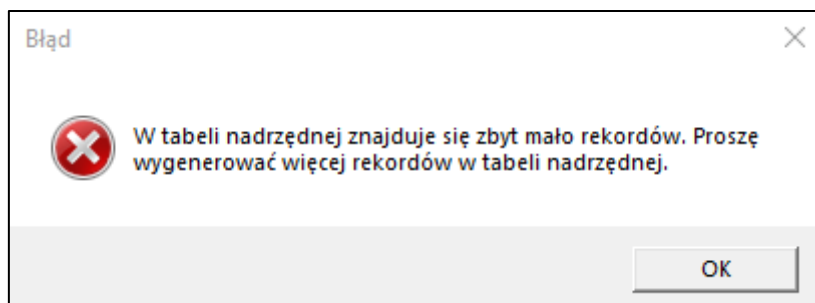 Błąd
W tabeli nadrzędnej znajduje się zbyt mało rekordów. Proszę
wygenerować więcej rekordów w tabeli nadrzędnej.
OK